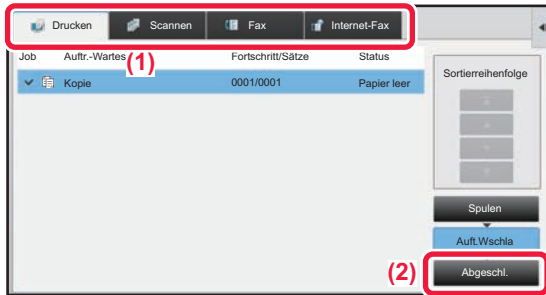 Drucken Scannen Fax Internet-Fax
(1)
Job Auftr.-Wartes Fortschritt/Sätze Status
Kopie 0001/0001 Papier leer
Sortierreihenfolge
Spulen
Auft.Wschla
(2)
Abgeschl.